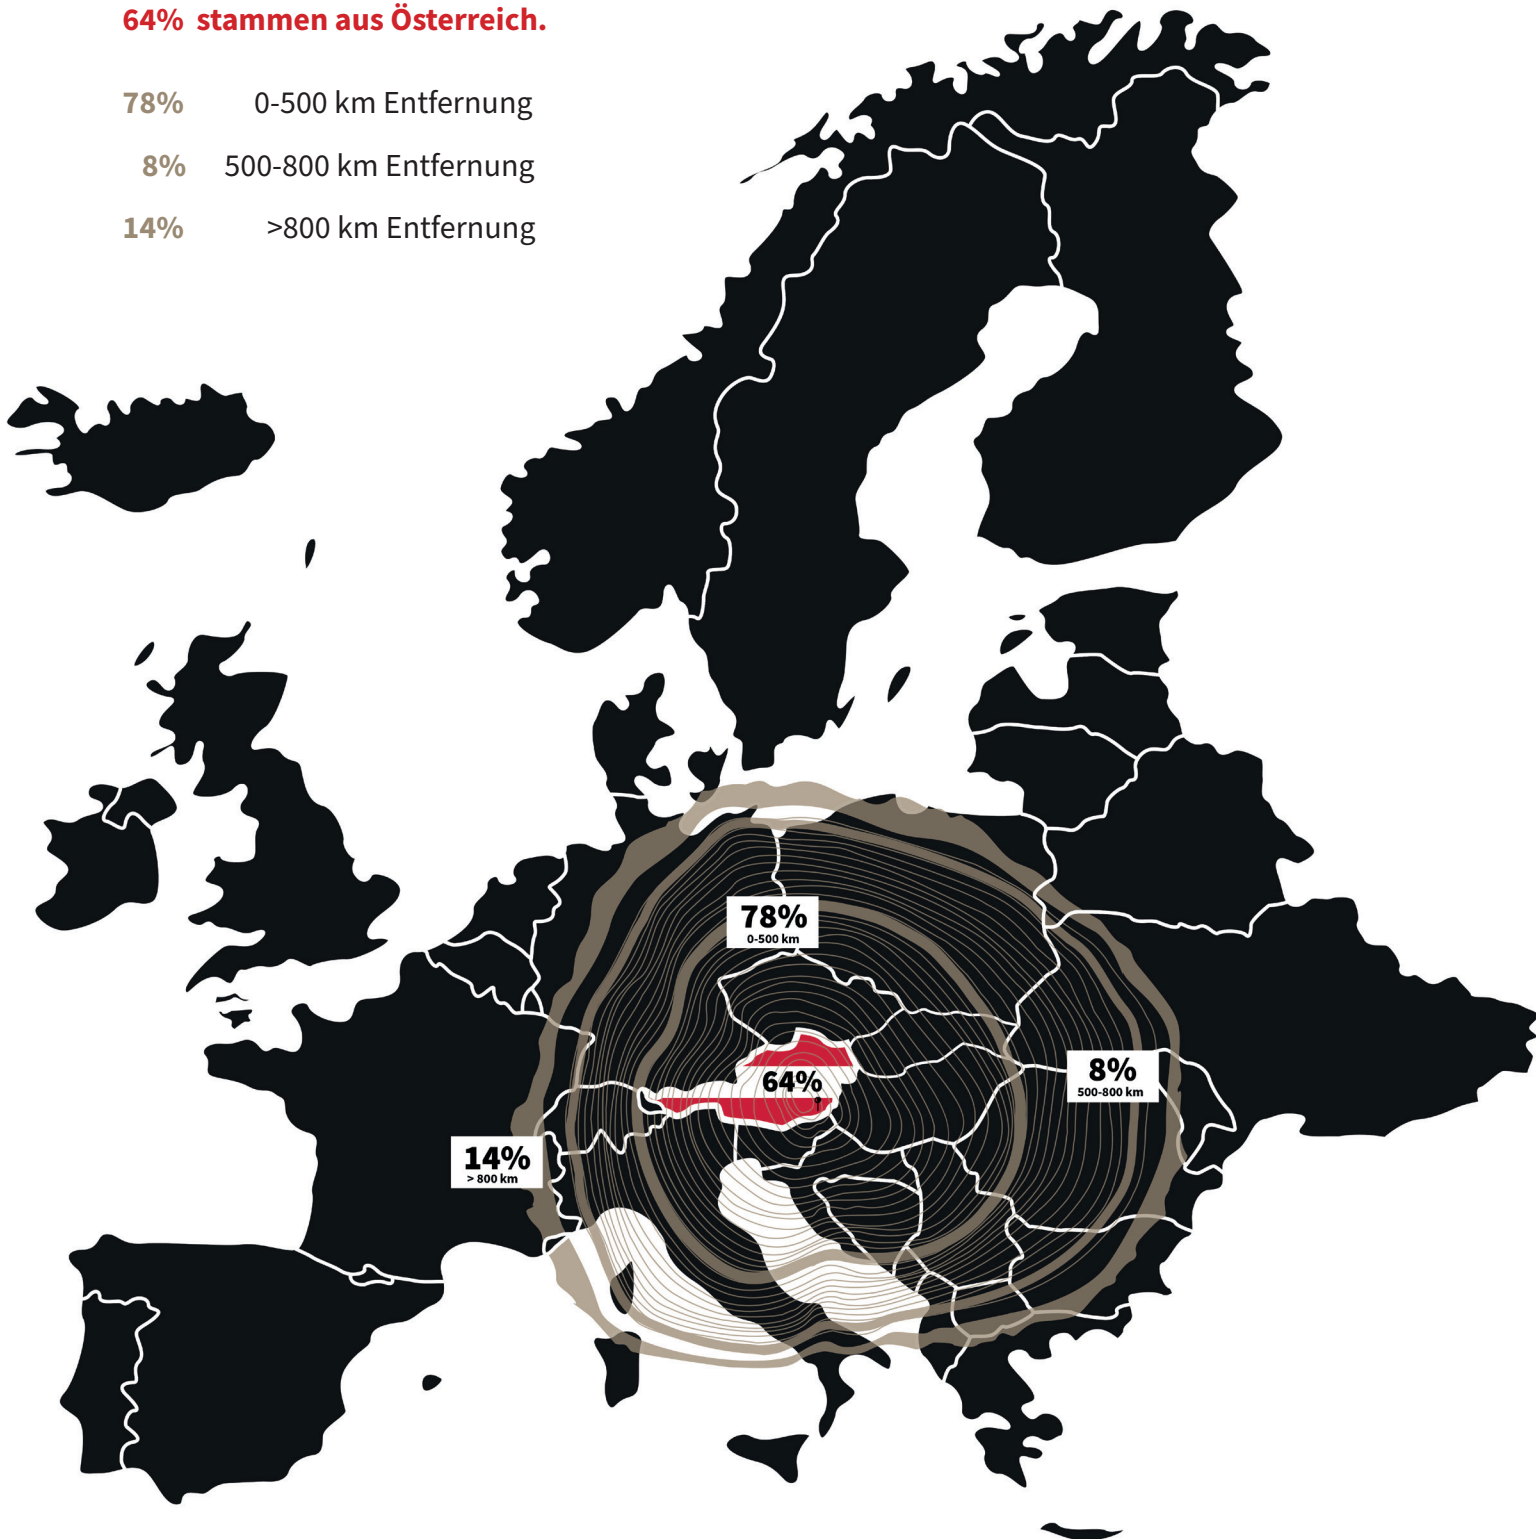 64% stammen aus Österreich.
78% 0-500 km Entfernung
8% 500-800 km Entfernung
14% >800 km Entfernung
78%
0-500 km
64%
8%
500-800 km
14%
> 800 km